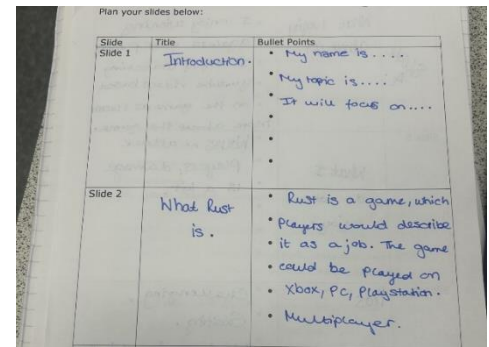 Plan your slides below:
Slide Title Bullet Points
Slide 1 Introduction. • My name is....
• My topic is....
• It will focus on....
•
•
•
Slide 2 What Rust is. • Rust is a game, which
• Players would describe
• it as a job. The game
• could be played on
• Xbox, PC, Playstation.
• Multiplayer.